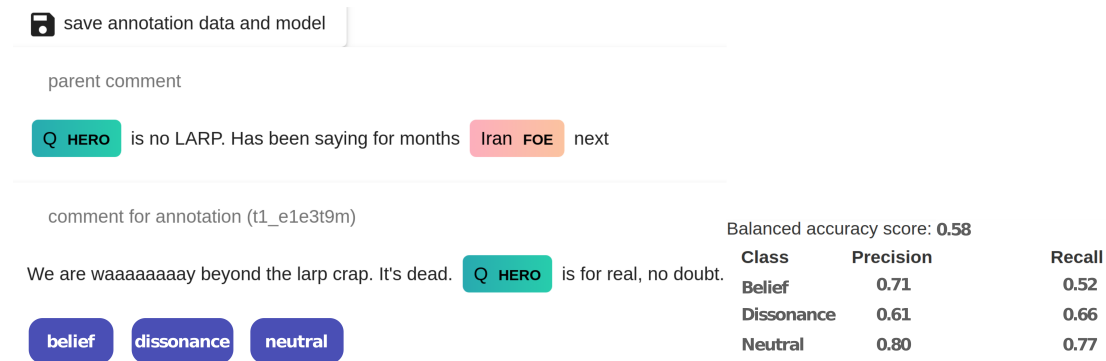 save annotation data and model
parent comment
Q HERO is no LARP. Has been saying for months Iran FOE next
comment for annotation (t1_e1e3t9m)
We are waaaaaaaay beyond the larp crap. It's dead. Q HERO is for real, no doubt.
belief dissonance neutral
Balanced accuracy score: 0.58
Class Precision Recall
Belief 0.71 0.52
Dissonance 0.61 0.66
Neutral 0.80 0.77